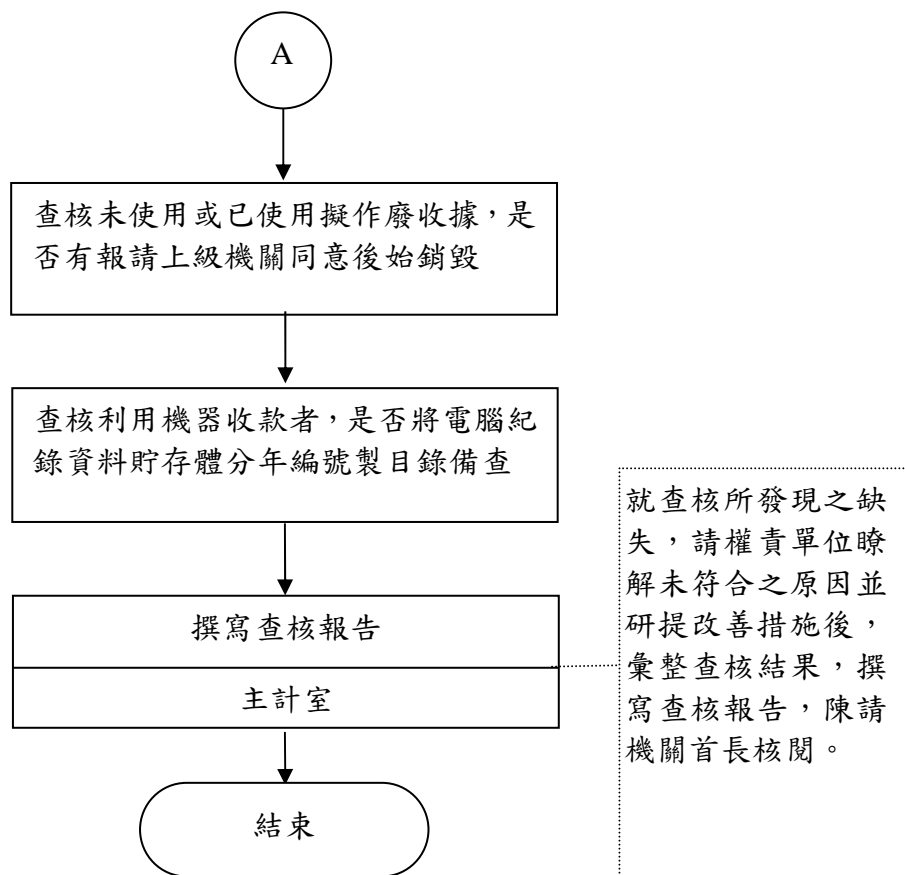 A
查核未使用或已使用擬作廢收據，是
否有報請上級機關同意後始銷毀
查核利用機器收款者，是否將電腦紀
錄資料貯存體分年編號製目錄備查
撰寫查核報告
主計室
就查核所發現之缺
失，請權責單位暸
解未符合之原因並
研提改善措施後，
彙整查核結果，撰
寫查核報告，陳請
機關首長核閱。
結束